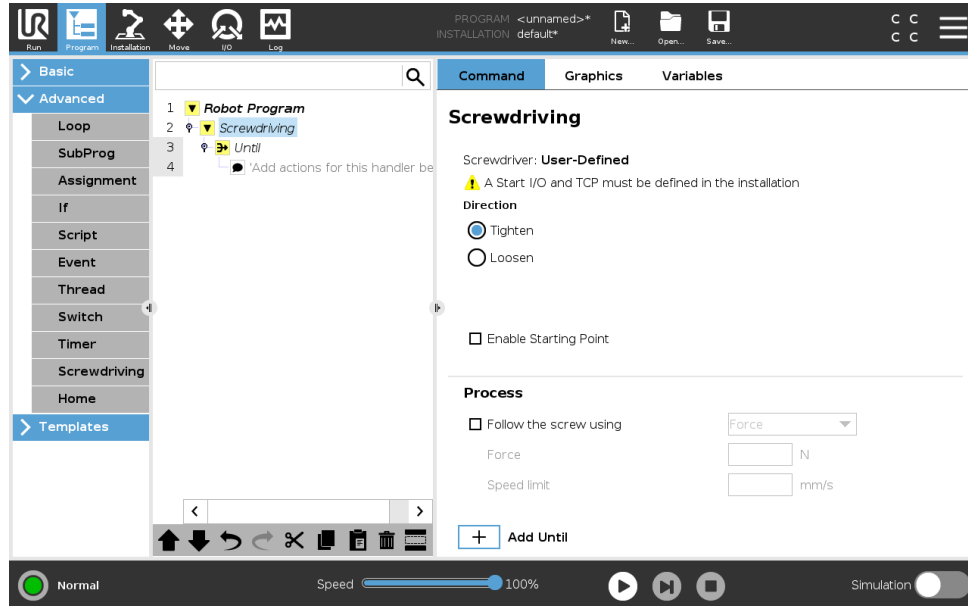 PROGRAM <unnamed>*
INSTALLATION default*
C C
C C
UR
Run
Program
Installation
Move
I/O
Log
New...
Open...
Save...
Basic
Advanced
Loop
SubProg
Assignment
If
Script
Event
Thread
Switch
Timer
Screwdriving
Home
Templates
1 Robot Program
2 Screwdriving
3 Until
4 'Add actions for this handler be
Command Graphics Variables
Screwdriving
Screwdriver: User-Defined
A Start I/O and TCP must be defined in the installation
Direction
Tighten
Loosen
Enable Starting Point
Process
Follow the screw using Force
Force N
Speed limit mm/s
+ Add Until
Normal
Speed 100%
Simulation